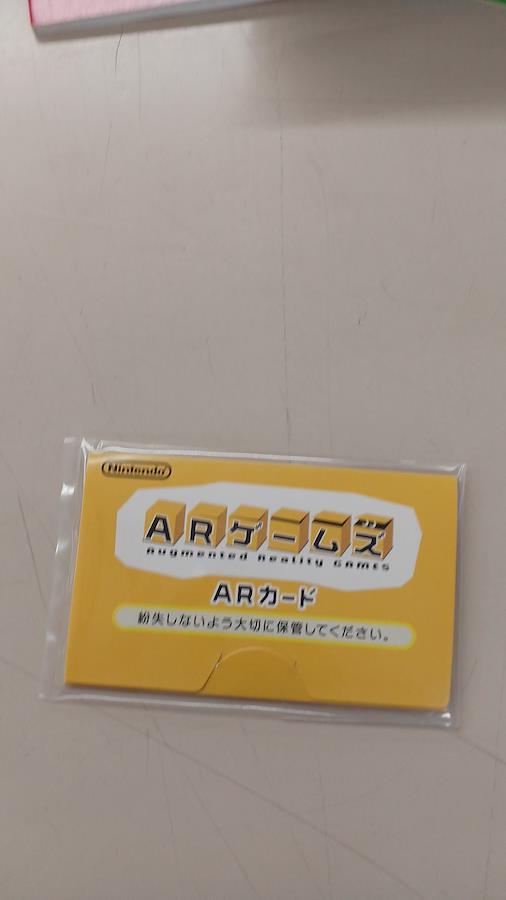 Nintendo
ARゲームズ
Augmented Reality Games
ARカード
紛失しないよう大切に保管してください。